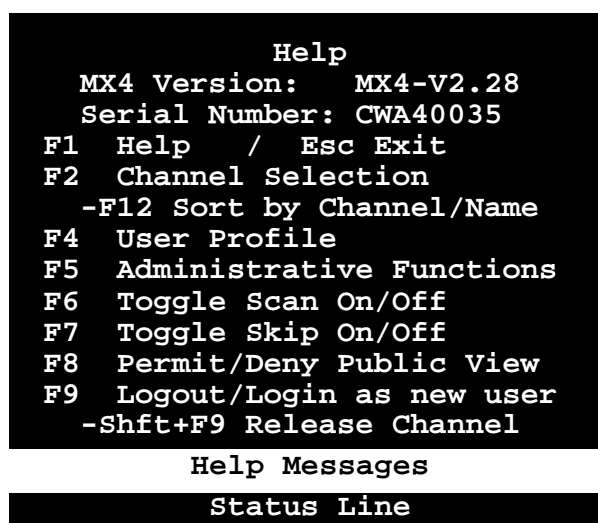 Help
MX4 Version: MX4-V2.28
Serial Number: CWA40035
F1 Help / Esc Exit
F2 Channel Selection
-F12 Sort by Channel/Name
F4 User Profile
F5 Administrative Functions
F6 Toggle Scan On/Off
F7 Toggle Skip On/Off
F8 Permit/Deny Public View
F9 Logout/Login as new user
-Shft+F9 Release Channel
Help Messages
Status Line